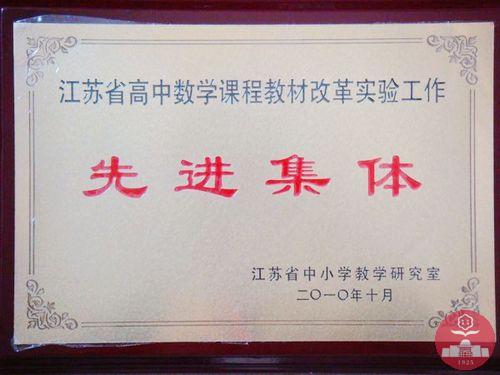 江苏省高中数学课程教材改革实验工作
先进集体
江苏省中小学教学研究室
二〇一〇年十月
1925